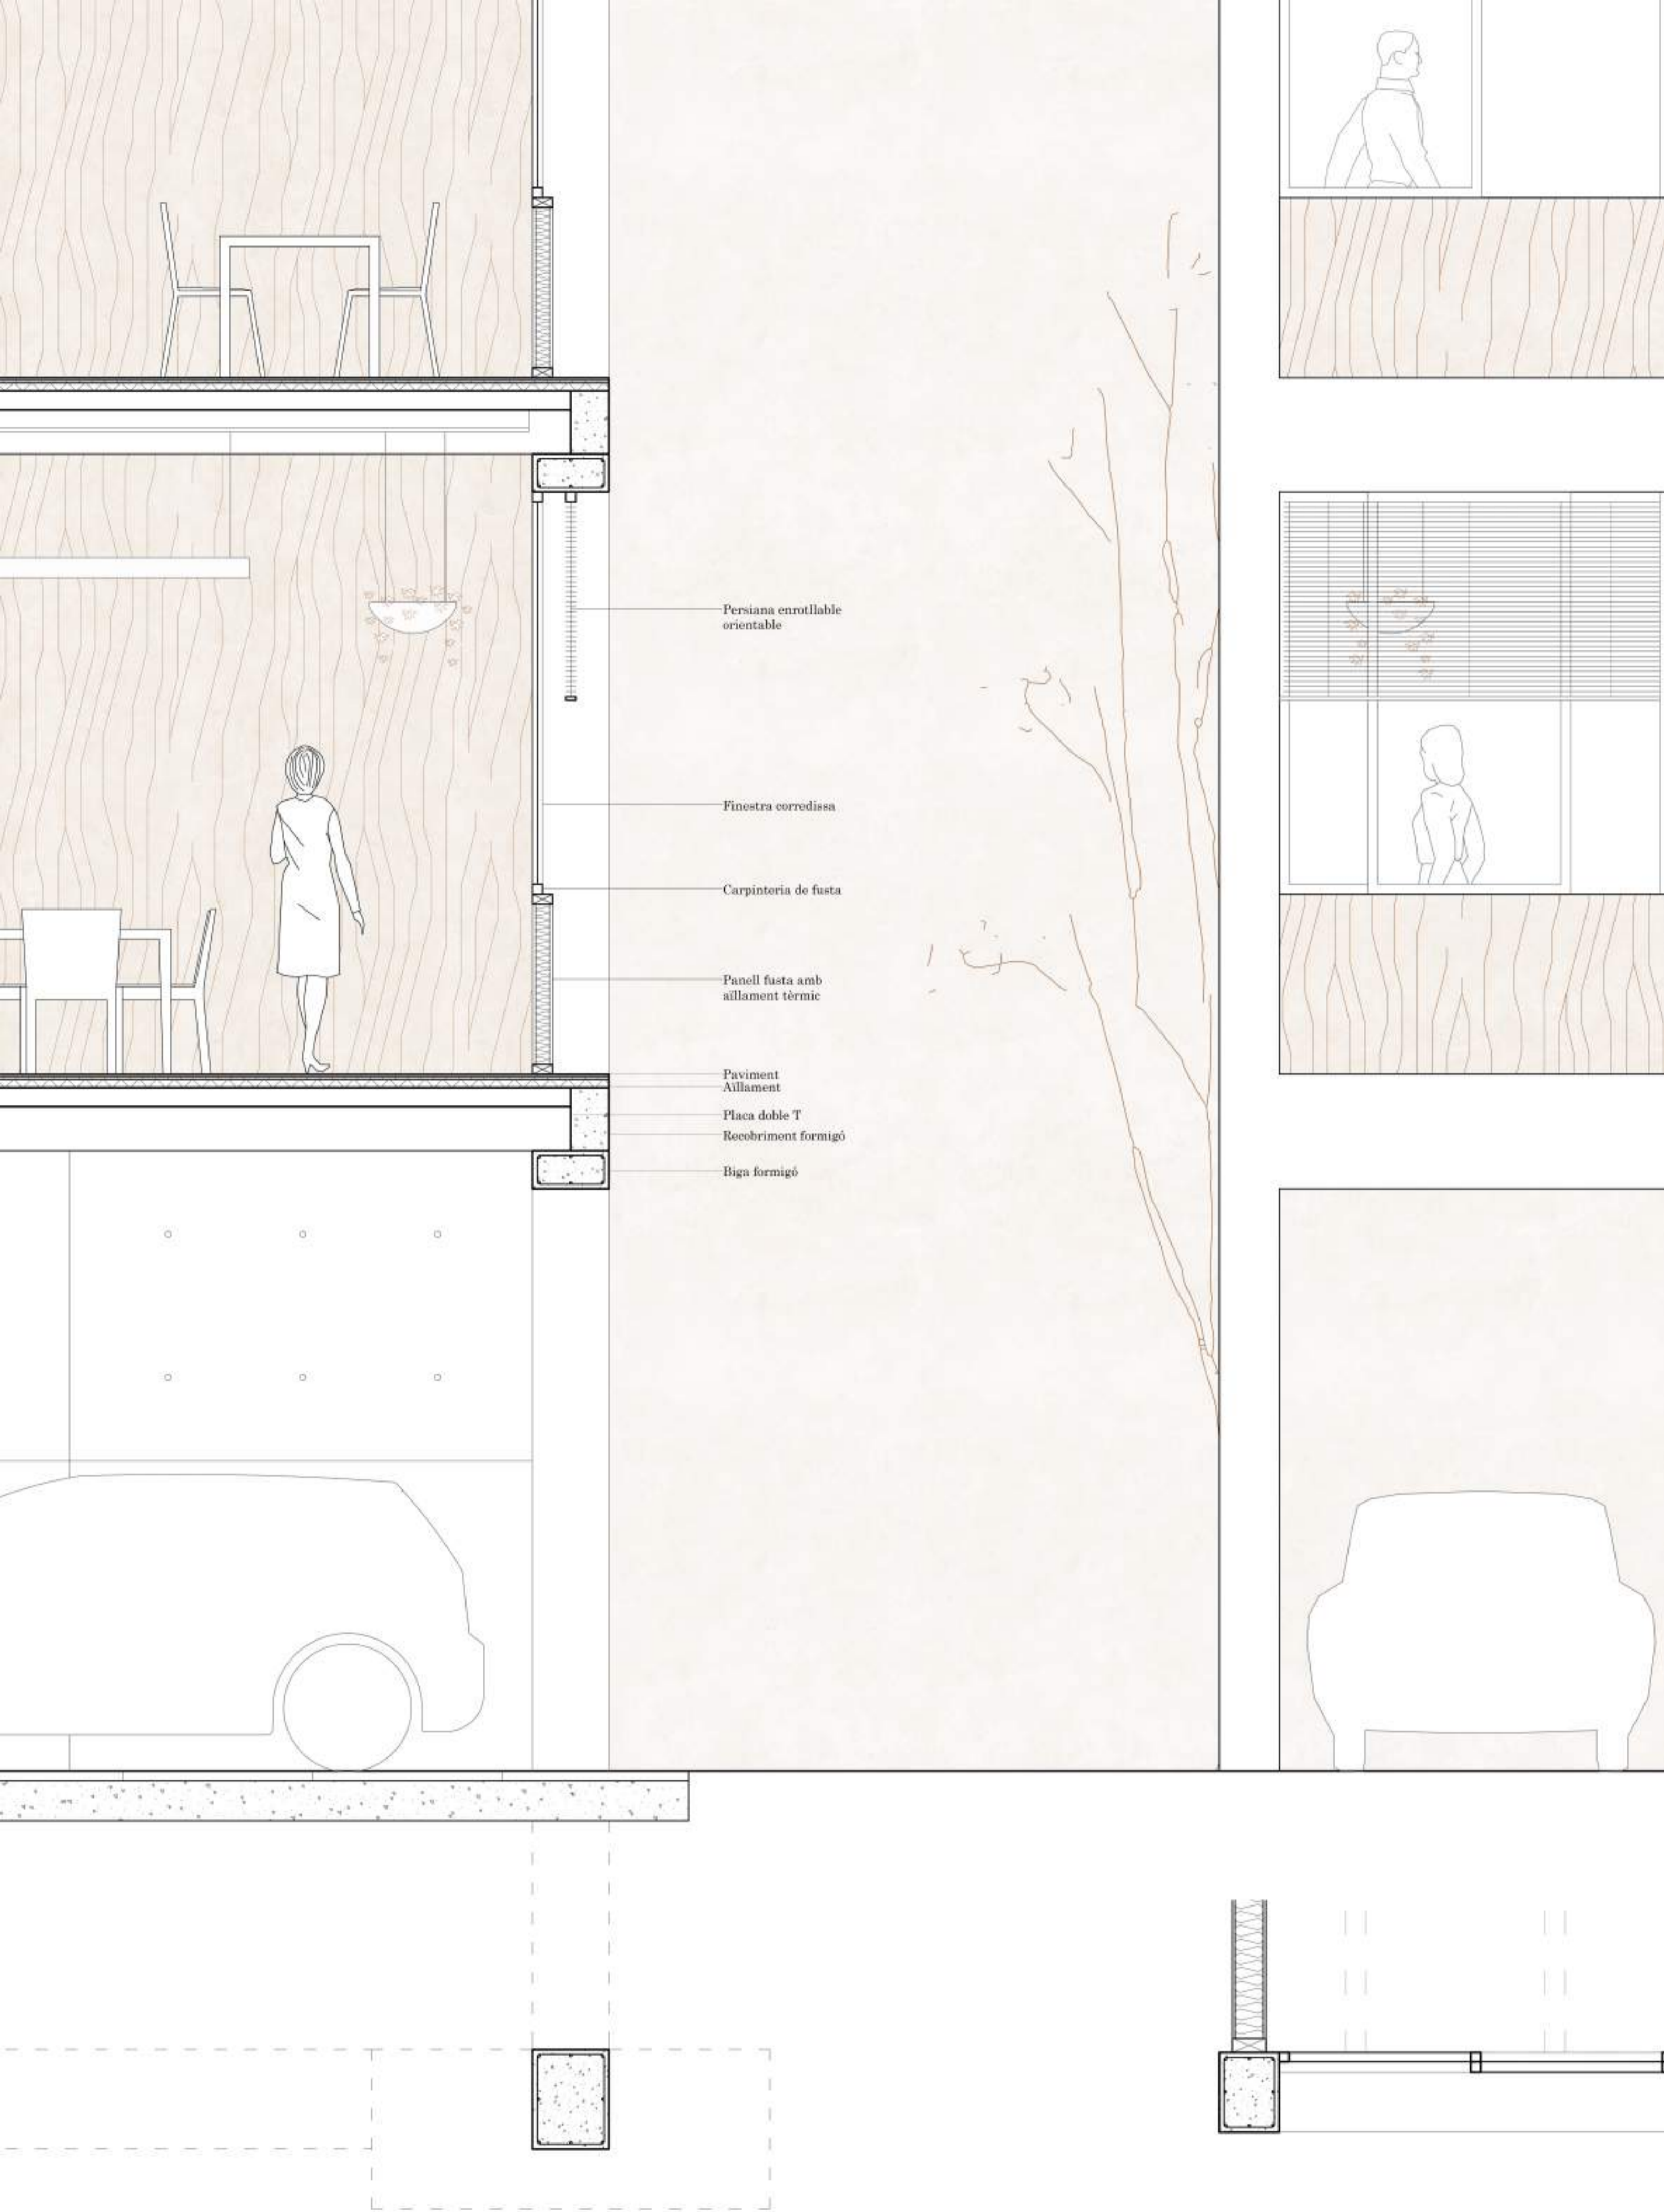 Persiana enrotllable
orientable
Finestra corredissa
Carpinteria de fusta
Panell fusta amb
aïllament tèrmic
Paviment
Aïllament
Placa doble T
Recobriment formigó
Biga formigó